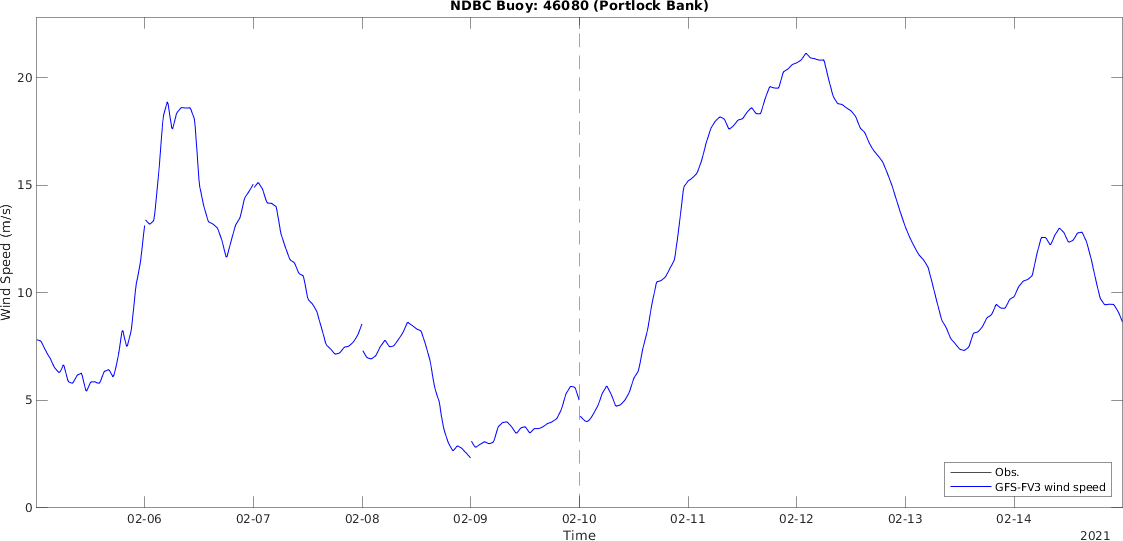 NDBC Buoy: 46080 (Portlock Bank)
Wind Speed (m/s)
20
15
10
5
0
02-06 02-07 02-08 02-09 02-10 02-11 02-12 02-13 02-14
Time
2021
Obs.
GFS-FV3 wind speed